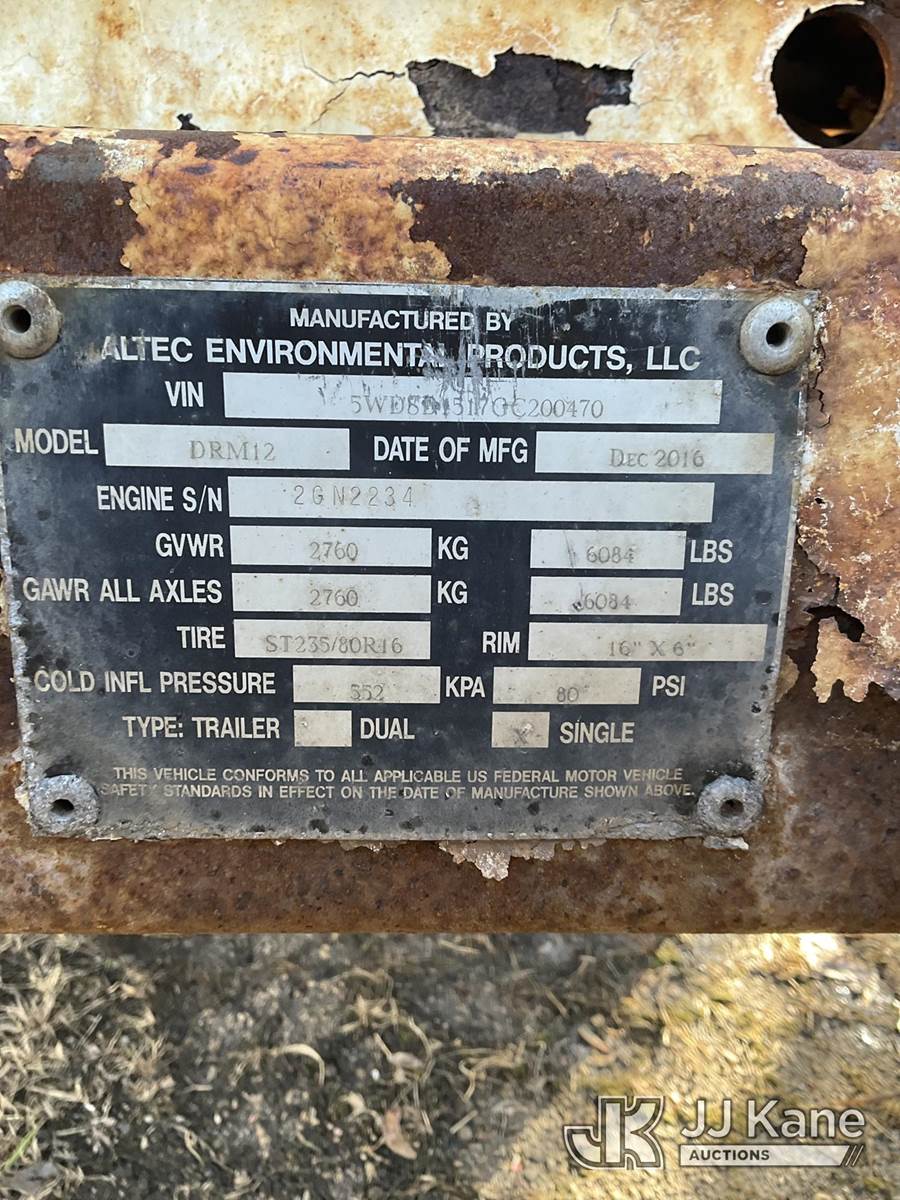 MANUFACTURED BY
ALTEC ENVIRONMENTAL PRODUCTS, LLC
VIN
MODEL DRM12 DATE OF MFG DEC 2016
ENGINE S/N 2GN2234
GVWR 2760 KG 6084 LBS
GAWR ALL AXLES 2760 KG 6084 LBS
TIRE ST235/80R16 RIM 16" X 6"
COLD INFL PRESSURE 552 KPA 80 PSI
TYPE: TRAILER DUAL X SINGLE
THIS VEHICLE CONFORMS TO ALL APPLICABLE US FEDERAL MOTOR VEHICLE
SAFETY STANDARDS IN EFFECT ON THE DATE OF MANUFACTURE SHOWN ABOVE.
JK JJ Kane
AUCTIONS